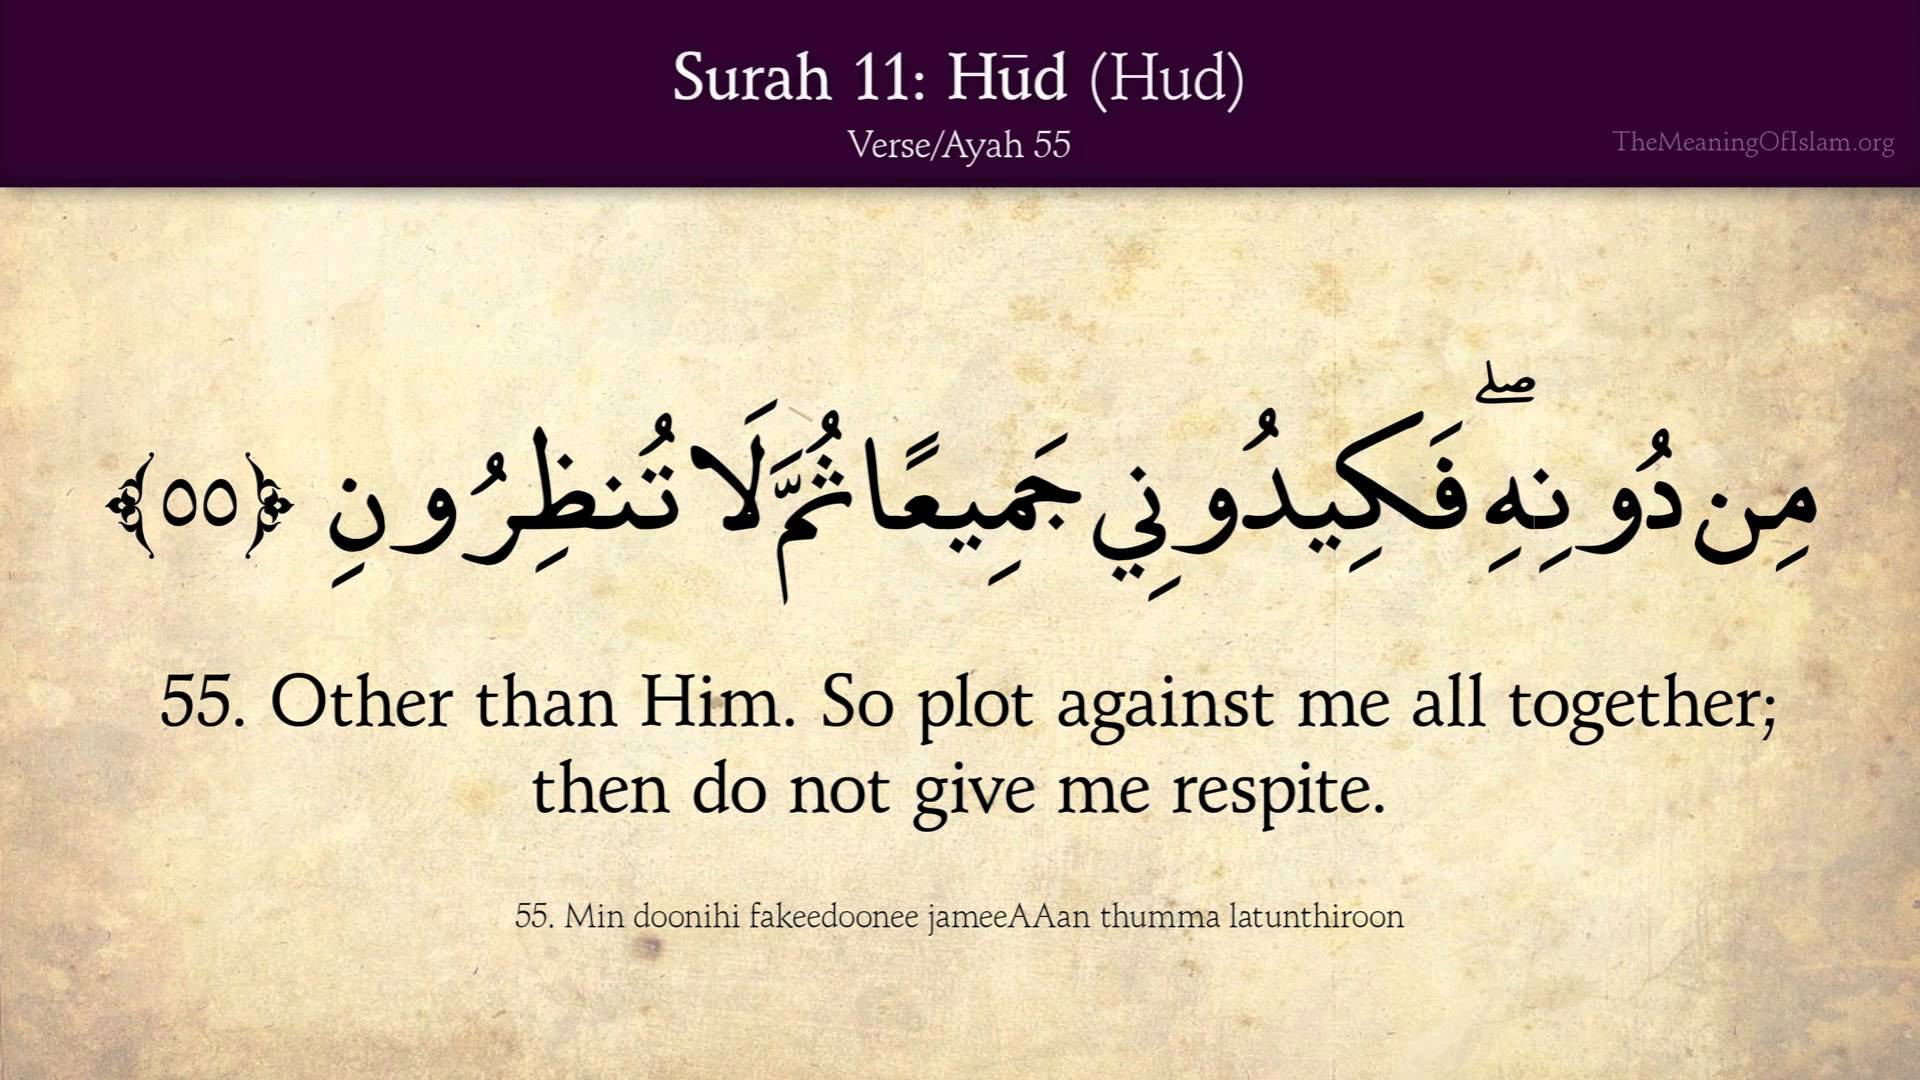 Surah 11: Hūd (Hud)
Verse/Ayah 55
TheMeaningOfIslam.org
مِن دُونِهِ ۖ فَكِيدُونِي جَمِيعًا ثُمَّ لَا تُنظِرُونِ ﴿٥٥﴾
55. Other than Him. So plot against me all together;
then do not give me respite.
55. Min doonihi fakeedoonee jameeAAan thumma latunthiroon